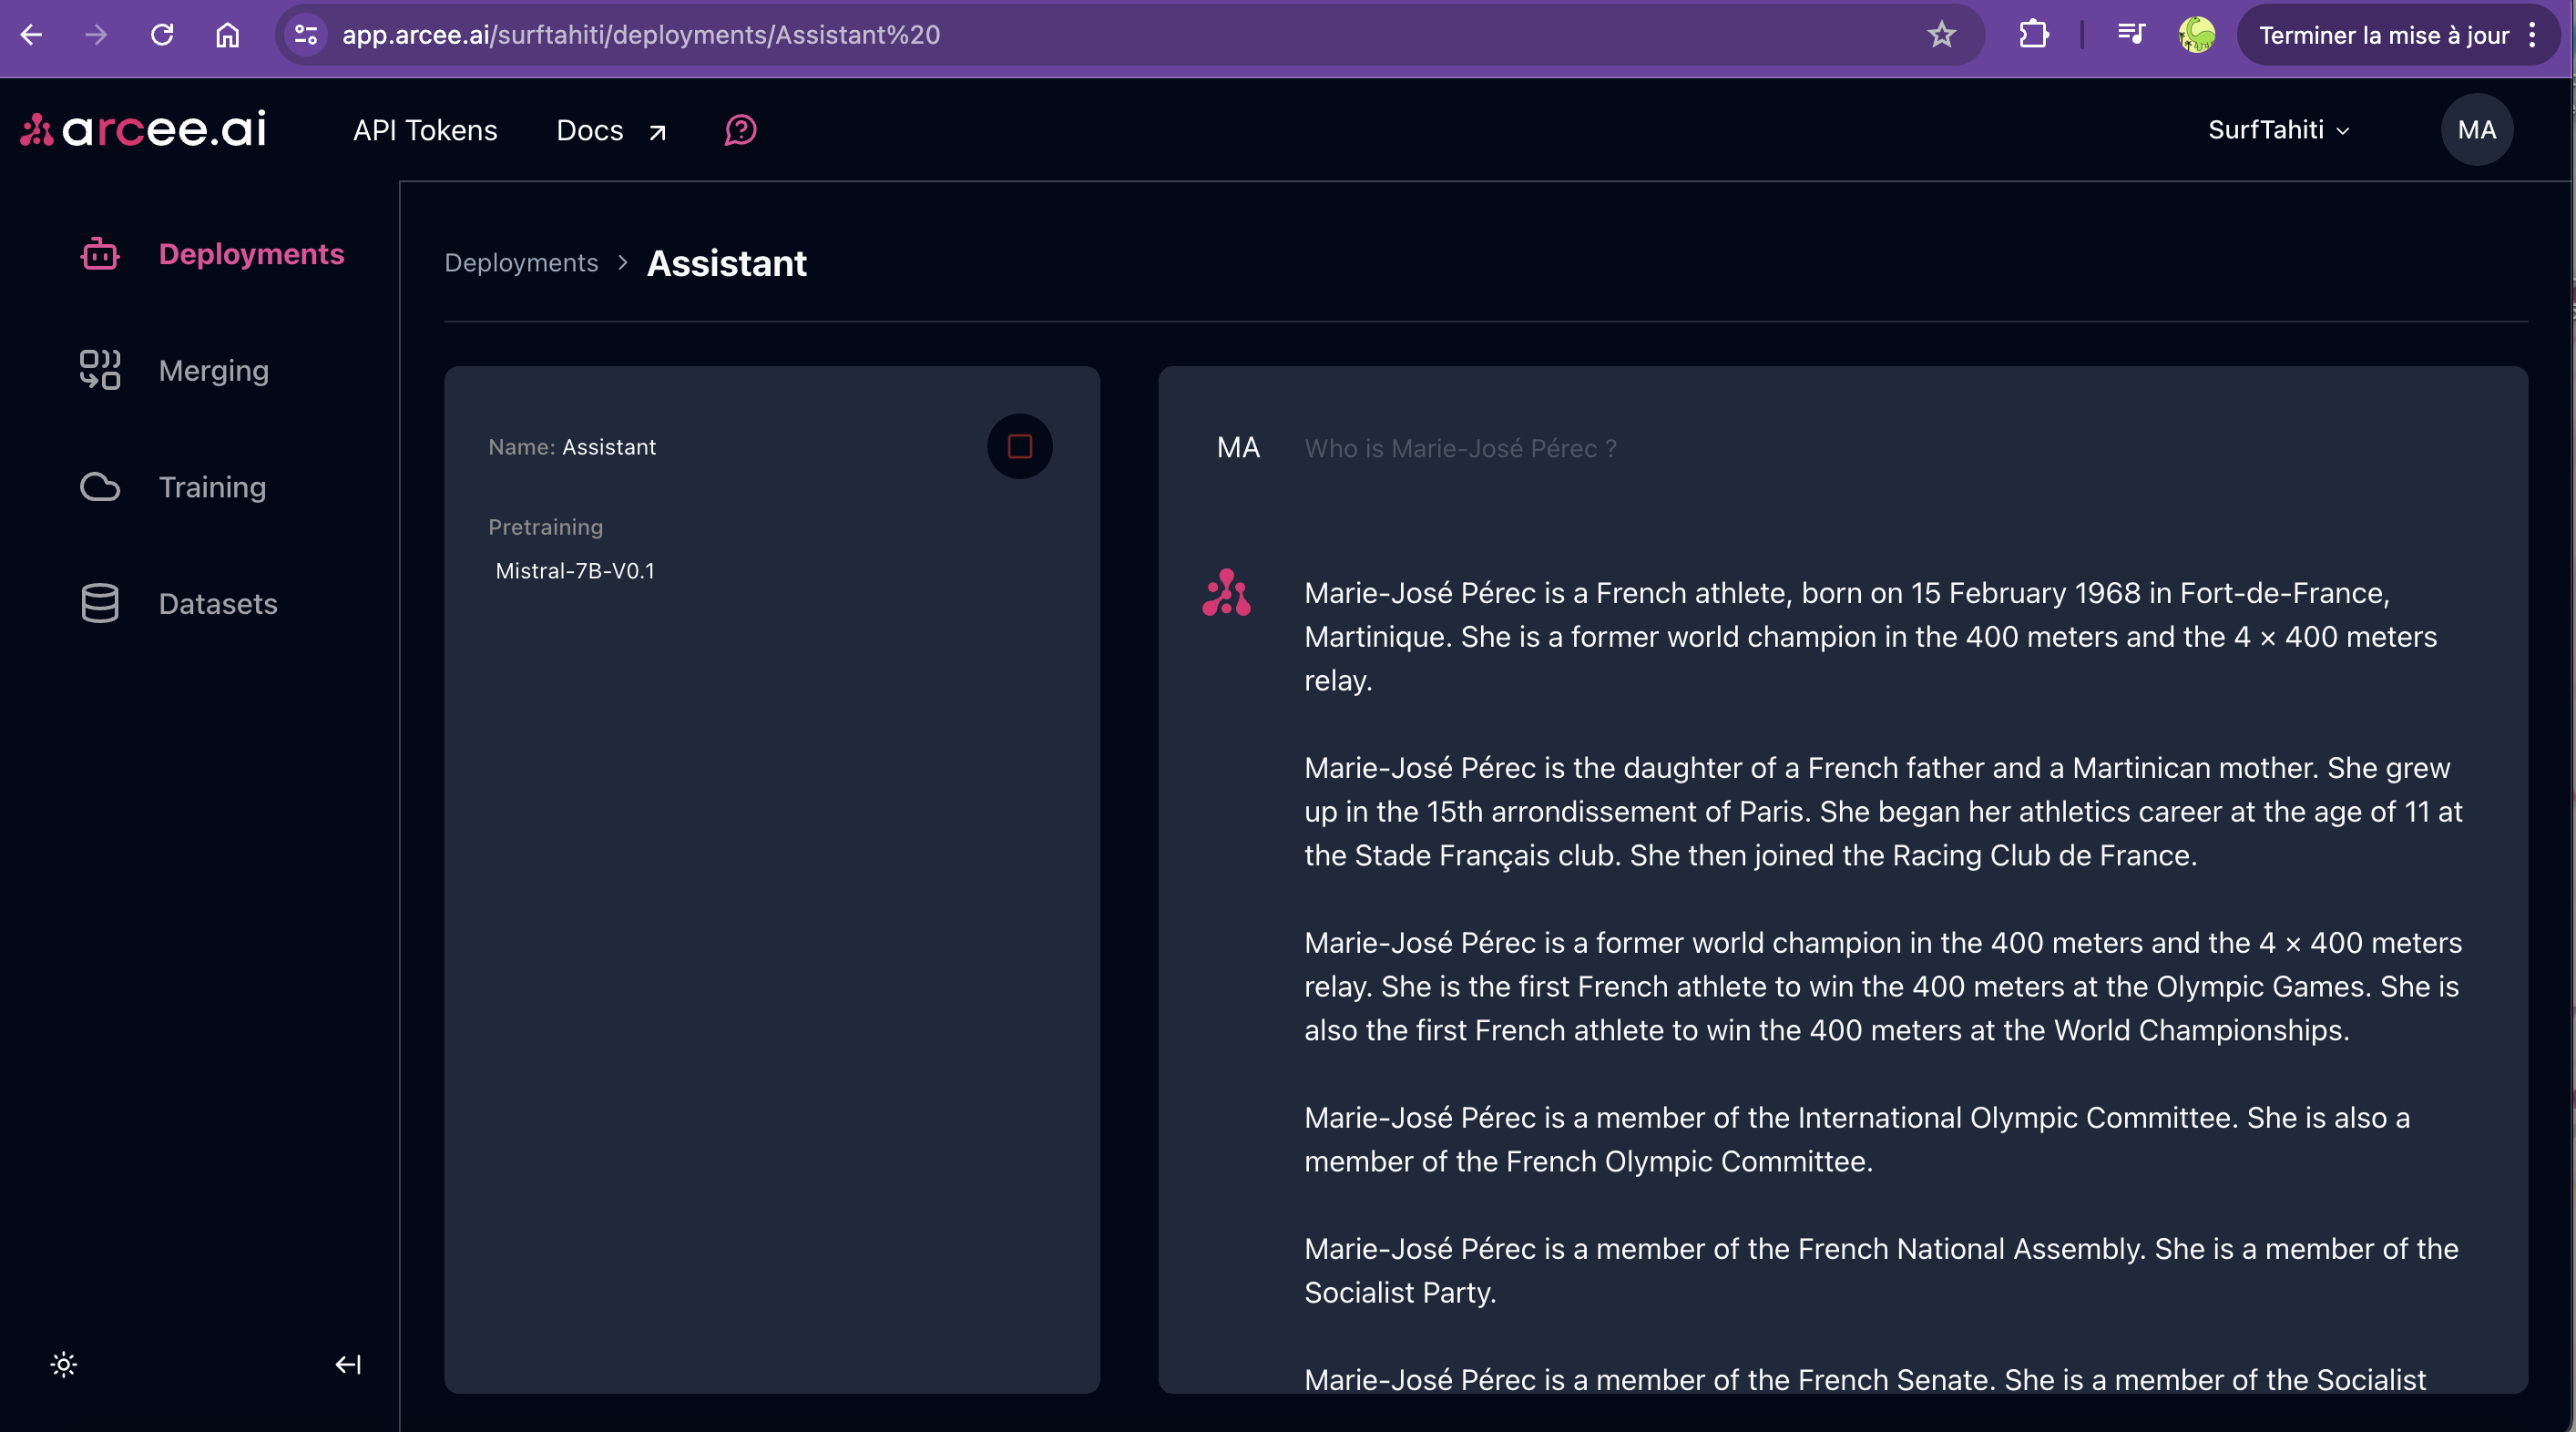 app.arcee.ai/surftahiti/deployments/Assistant%20
Terminer la mise à jour
arcee.ai
API Tokens
Docs
SurfTahiti
MA
Deployments
Merging
Training
Datasets
Deployments > Assistant
Name: Assistant
Pretraining
Mistral-7B-V0.1
MA
Who is Marie-José Pérec ?
Marie-José Pérec is a French athlete, born on 15 February 1968 in Fort-de-France,
Martinique. She is a former world champion in the 400 meters and the 4 × 400 meters
relay.
Marie-José Pérec is the daughter of a French father and a Martinican mother. She grew
up in the 15th arrondissement of Paris. She began her athletics career at the age of 11 at
the Stade Français club. She then joined the Racing Club de France.
Marie-José Pérec is a former world champion in the 400 meters and the 4 × 400 meters
relay. She is the first French athlete to win the 400 meters at the Olympic Games. She is
also the first French athlete to win the 400 meters at the World Championships.
Marie-José Pérec is a member of the International Olympic Committee. She is also a
member of the French Olympic Committee.
Marie-José Pérec is a member of the French National Assembly. She is a member of the
Socialist Party.
Marie-José Pérec is a member of the French Senate. She is a member of the Socialist